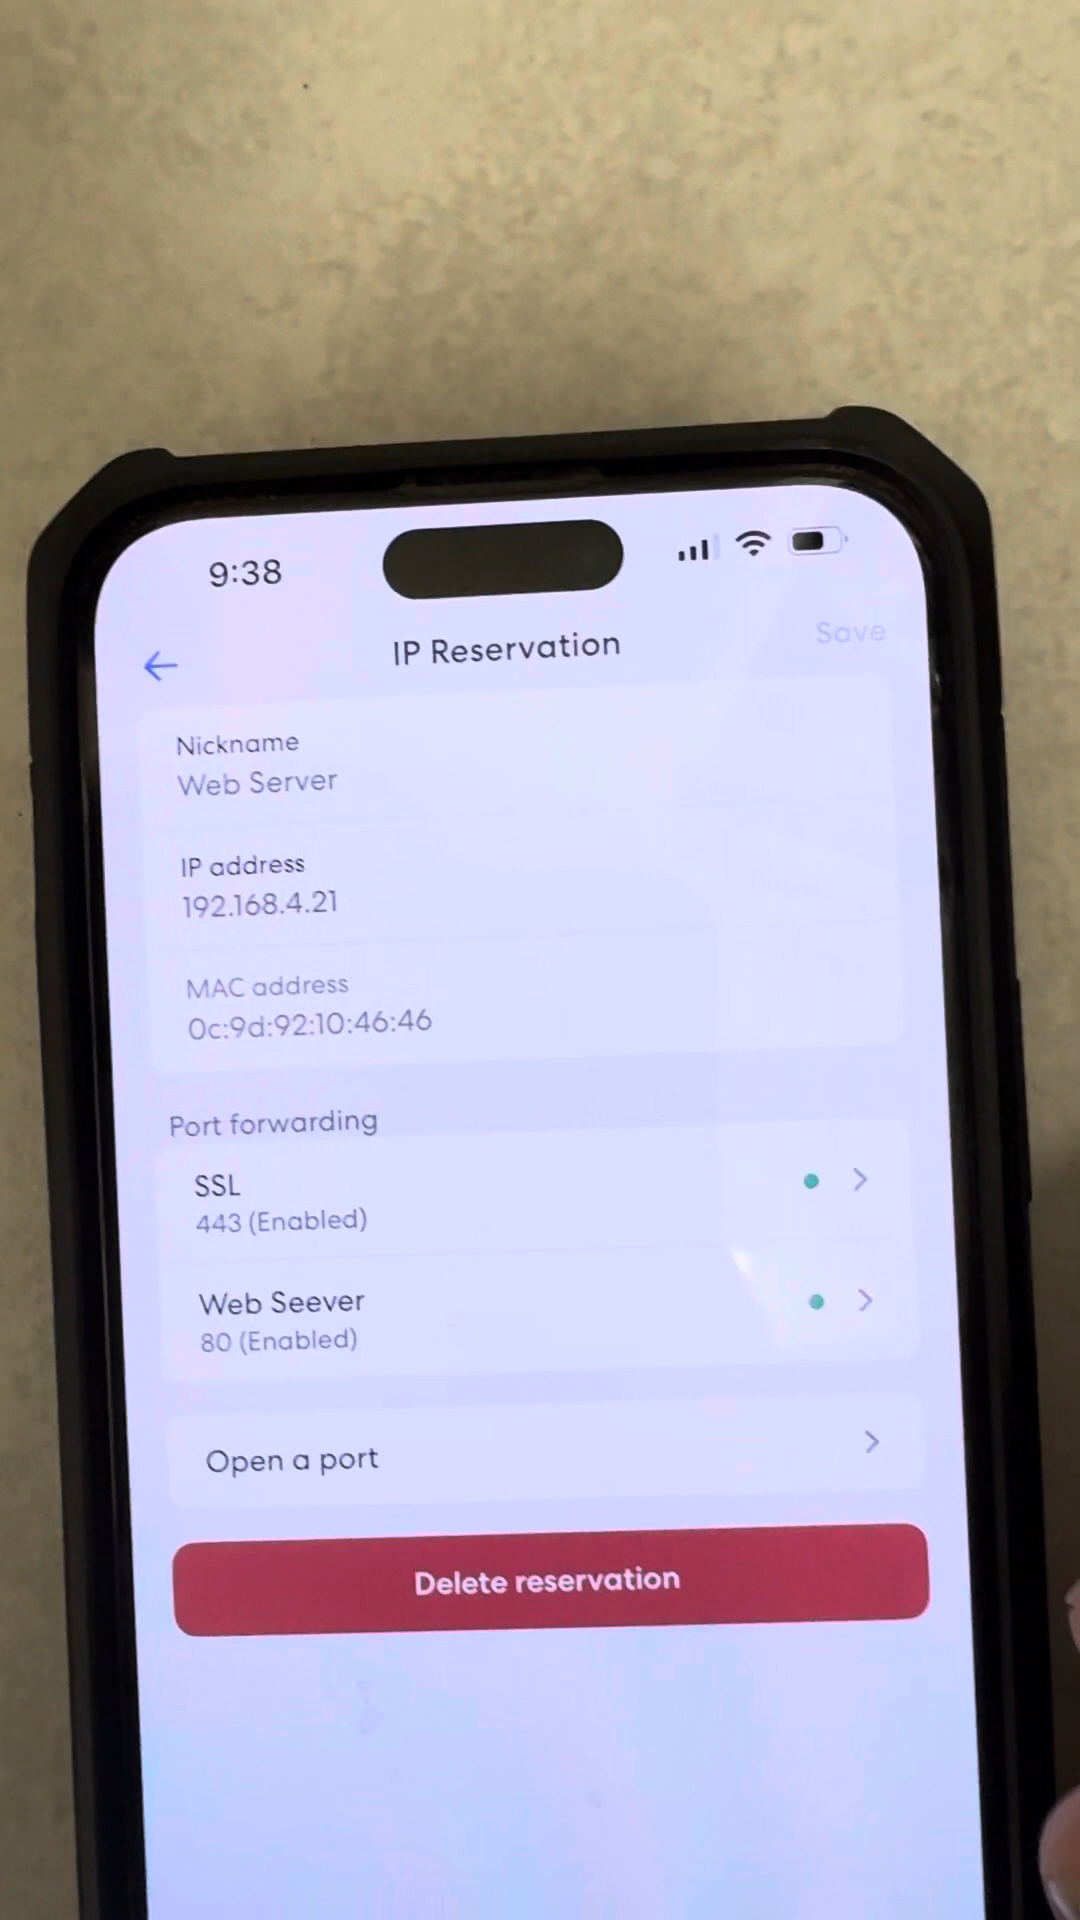 9:38
IP Reservation
Save
Nickname
Web Server
IP address
192.168.4.21
MAC address
0c:9d:92:10:46:46
Port forwarding
SSL
443 (Enabled)
Web Seever
80 (Enabled)
Open a port
Delete reservation